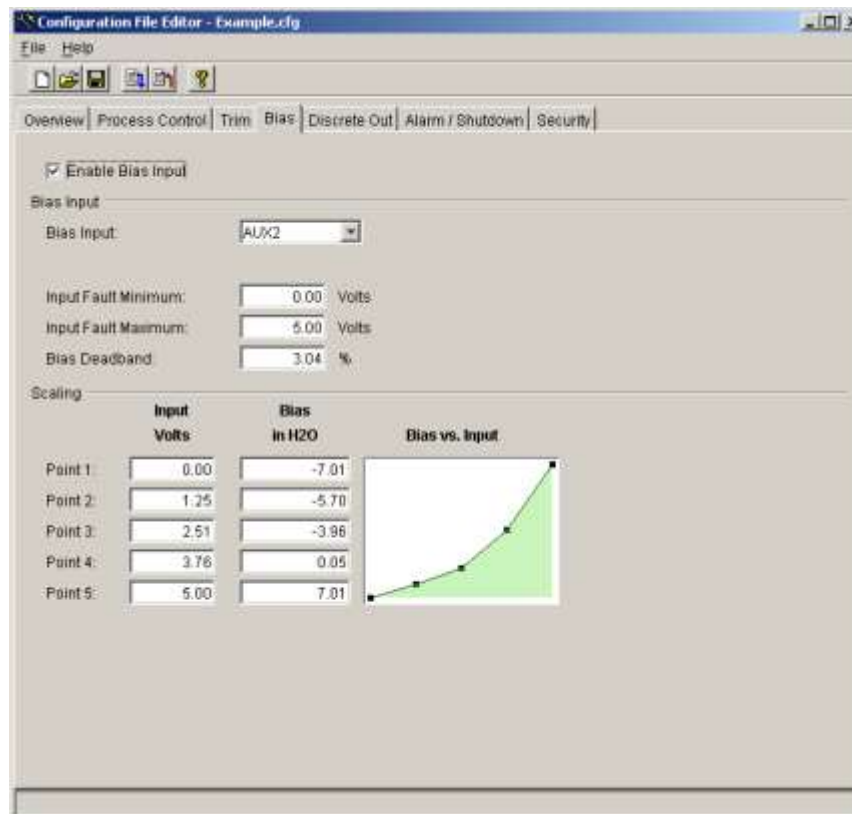 Configuration File Editor - Example.cfg
File Help
Overview Process Control Trim Bias Discrete Out Alarm / Shutdown Security
Enable Bias Input
Bias Input
Bias Input: AUX2
Input Fault Minimum: 0.00 Volts
Input Fault Maximum: 5.00 Volts
Bias Deadband: 3.04 %
Scaling
Input Bias
Volts in H2O Bias vs. Input
Point 1: 0.00 -7.01
Point 2: 1.25 -5.70
Point 3: 2.51 -3.96
Point 4: 3.76 0.05
Point 5: 5.00 7.01